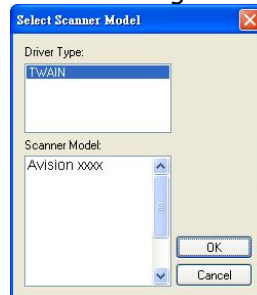 Select Scanner Model
Driver Type:
TWAIN
Scanner Model:
Avision xxxx
OK
Cancel